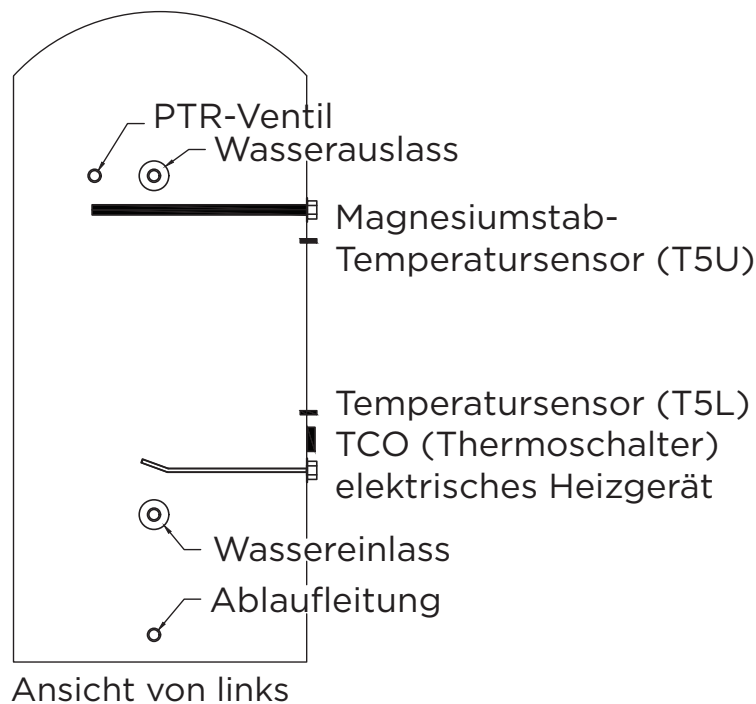 PTR-Ventil
Wasserauslass
Magnesiumstab-
Temperatursensor (T5U)
Temperatursensor (T5L)
TCO (Thermoschalter)
elektrisches Heizgerät
Wassereinlass
Ablaufleitung
Ansicht von links